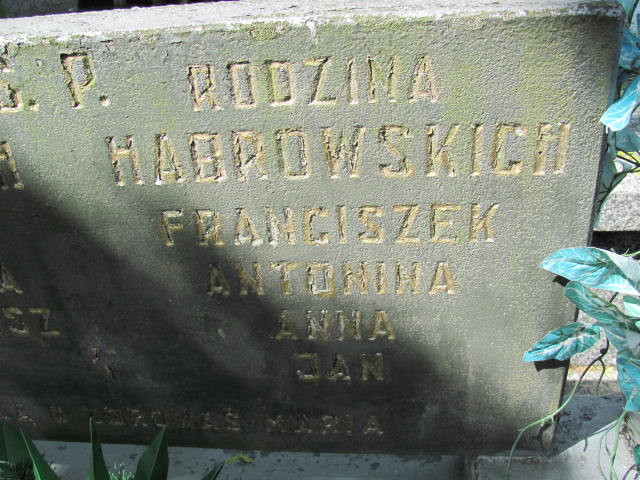 Ś. P. RODZINA
HABROWSKICH
FRANCISZEK
ANTONINA
ANNA
JAN
MARIA